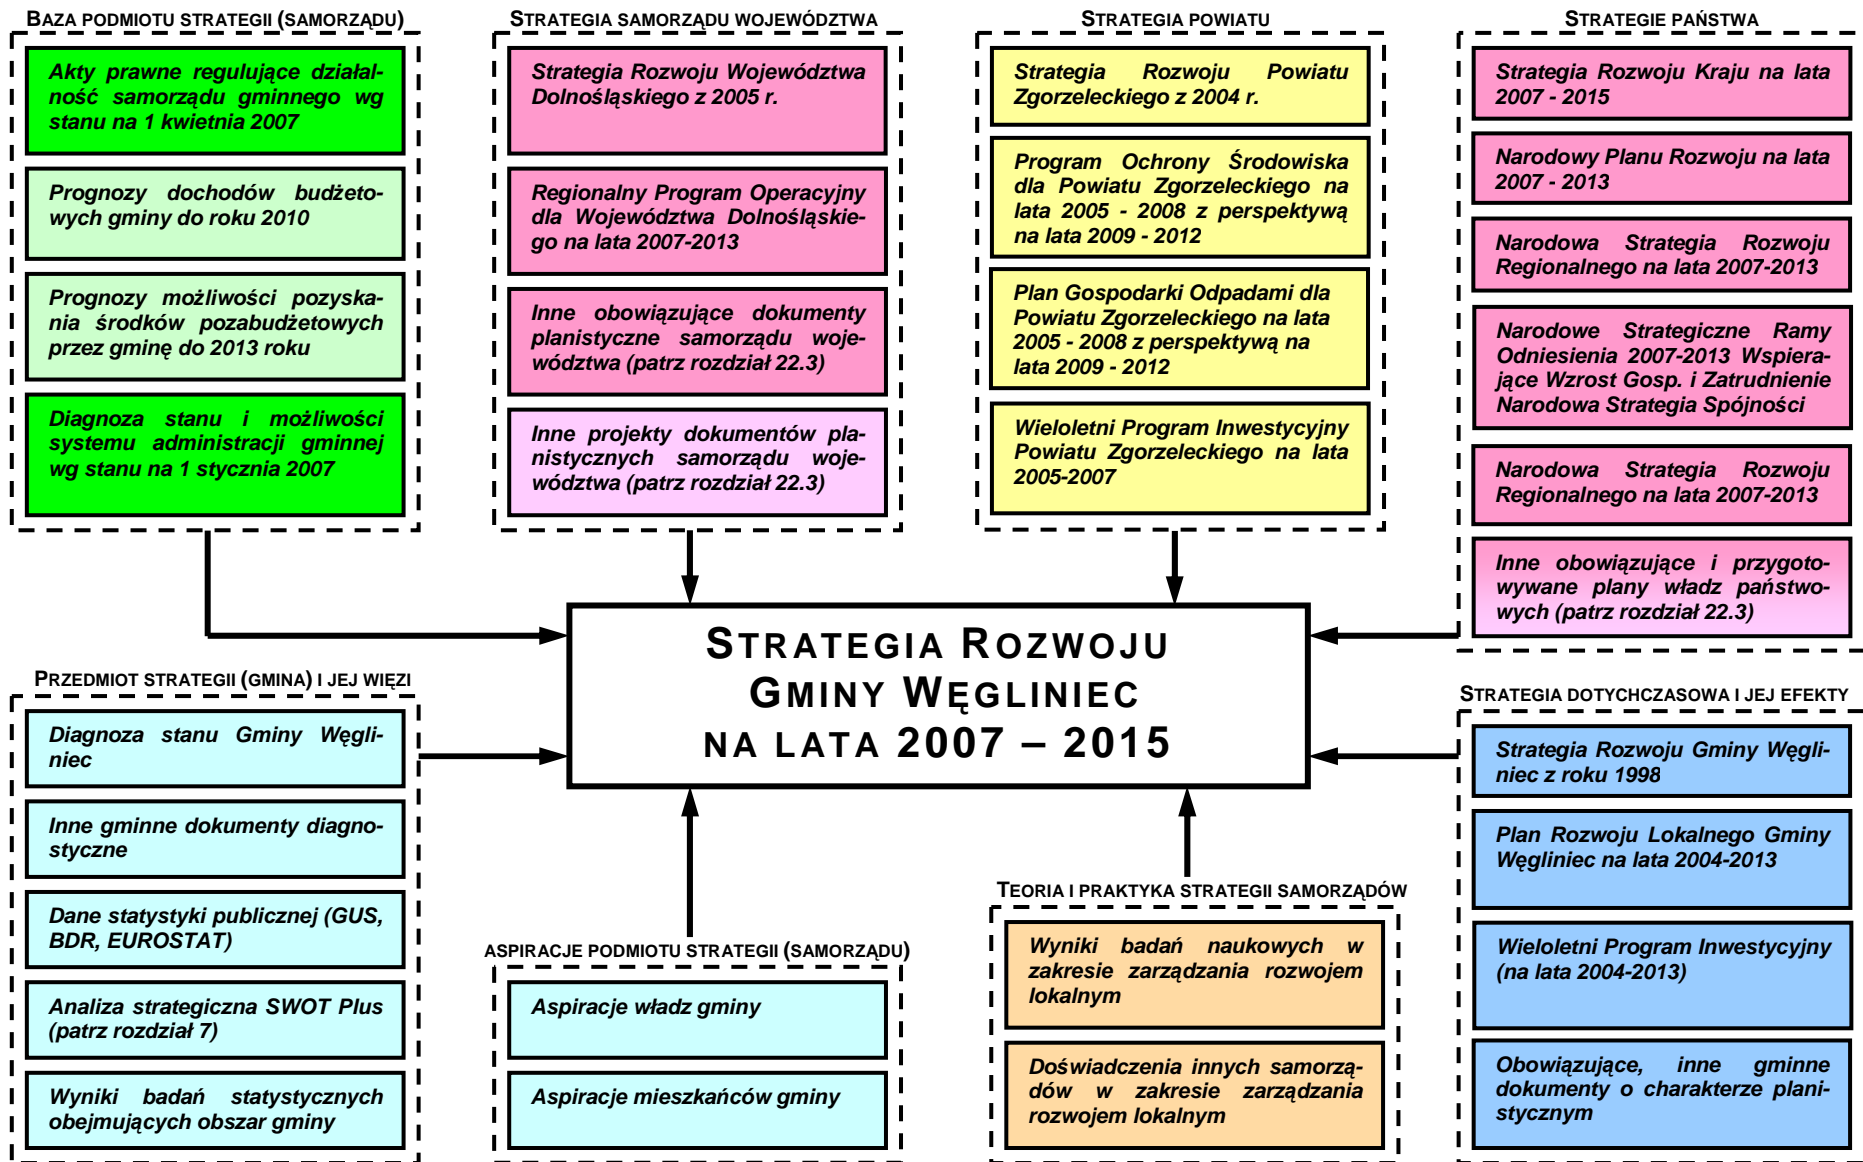 BAZA PODMIOTU STRATEGII (SAMORZĄDU)
Akty prawne regulujące działal-
ność samorządu gminnego wg
stanu na 1 kwietnia 2007
Prognozy dochodów budżeto-
wych gminy do roku 2010
Prognozy możliwości pozyska-
nia środków pozabudżetowych
przez gminę do 2013 roku
Diagnoza stanu i możliwości
systemu administracji gminnej
wg stanu na 1 stycznia 2007
STRATEGIA SAMORZĄDU WOJEWÓDZTWA
Strategia Rozwoju Województwa
Dolnośląskiego z 2005 r.
Regionalny Program Operacyjny
dla Województwa Dolnośląskie-
go na lata 2007-2013
Inne obowiązujące dokumenty
planistyczne samorządu woje-
wództwa (patrz rozdział 22.3)
Inne projekty dokumentów pla-
nistycznych samorządu woje-
wództwa (patrz rozdział 22.3)
STRATEGIA POWIATU
Strategia Rozwoju Powiatu
Zgorzeleckiego z 2004 r.
Program Ochrony Środowiska
dla Powiatu Zgorzeleckiego na
lata 2005 - 2008 z perspektywą
na lata 2009 - 2012
Plan Gospodarki Odpadami dla
Powiatu Zgorzeleckiego na lata
2005 - 2008 z perspektywą na
lata 2009 - 2012
Wieloletni Program Inwestycyjny
Powiatu Zgorzeleckiego na lata
2005-2007
STRATEGIE PAŃSTWA
Strategia Rozwoju Kraju na lata
2007 - 2015
Narodowy Planu Rozwoju na lata
2007 - 2013
Narodowa Strategia Rozwoju
Regionalnego na lata 2007-2013
Narodowe Strategiczne Ramy
Odniesienia 2007-2013 Wspiera-
jące Wzrost Gosp. i Zatrudnienie
Narodowa Strategia Spójności
Narodowa Strategia Rozwoju
Regionalnego na lata 2007-2013
Inne obowiązujące i przygoto-
wywane plany władz państwo-
wych (patrz rozdział 22.3)
STRATEGIA ROZWOJU
GMINY WĘGLINIEC
NA LATA 2007 – 2015
PRZEDMIOT STRATEGII (GMINA) I JEJ WIĘZI
Diagnoza stanu Gminy Węgli-
niec
Inne gminne dokumenty diagno-
styczne
Dane statystyki publicznej (GUS,
BDR, EUROSTAT)
Analiza strategiczna SWOT Plus
(patrz rozdział 7)
Wyniki badań statystycznych
obejmujących obszar gminy
ASPIRACJE PODMIOTU STRATEGII (SAMORZĄDU)
Aspiracje władz gminy
Aspiracje mieszkańców gminy
TEORIA I PRAKTYKA STRATEGII SAMORZĄDÓW
Wyniki badań naukowych w
zakresie zarządzania rozwojem
lokalnym
Doświadczenia innych samorzą-
dów w zakresie zarządzania
rozwojem lokalnym
STRATEGIA DOTYCHCZASOWA I JEJ EFEKTY
Strategia Rozwoju Gminy Węgli-
niec z roku 1998
Plan Rozwoju Lokalnego Gminy
Węgliniec na lata 2004-2013
Wieloletni Program Inwestycyjny
(na lata 2004-2013)
Obowiązujące, inne gminne
dokumenty o charakterze plani-
stycznym